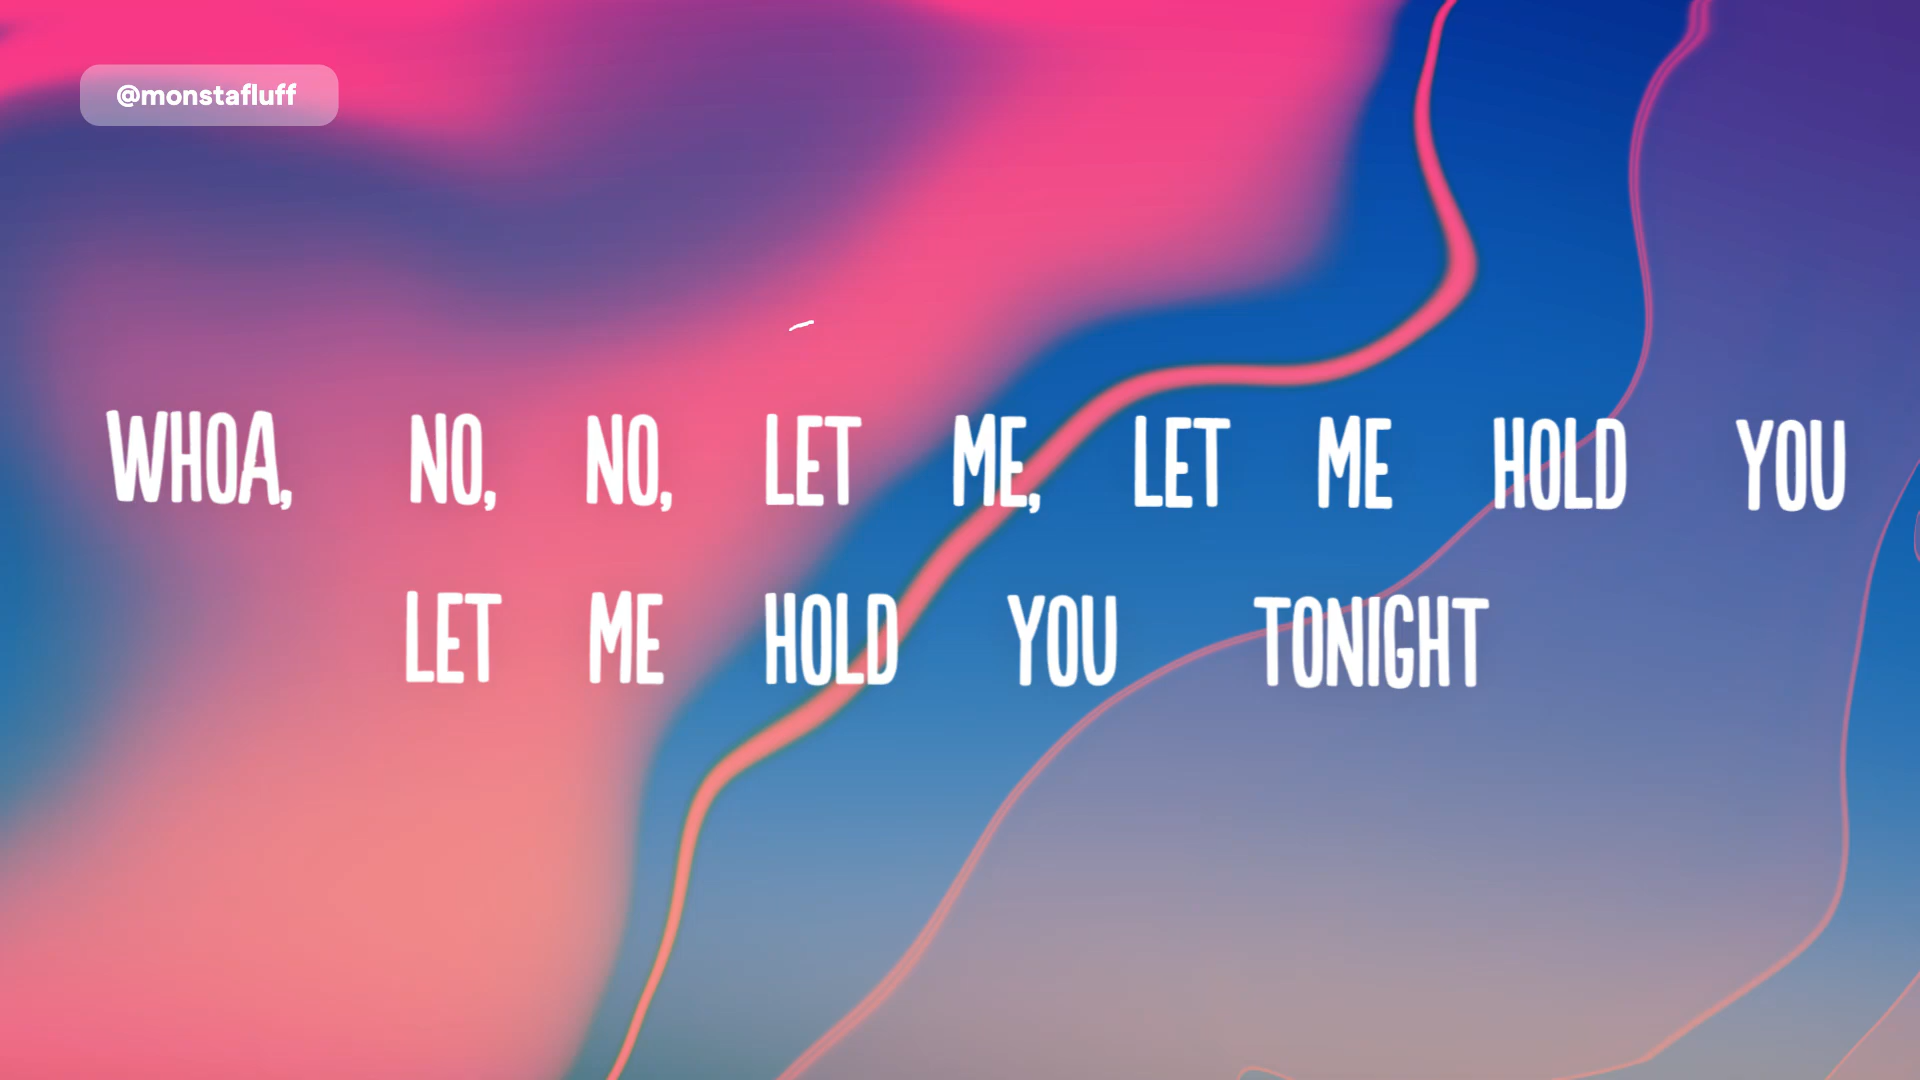 @monstafluff
WHOA, NO, NO, LET ME, LET ME HOLD YOU
LET ME HOLD YOU TONIGHT